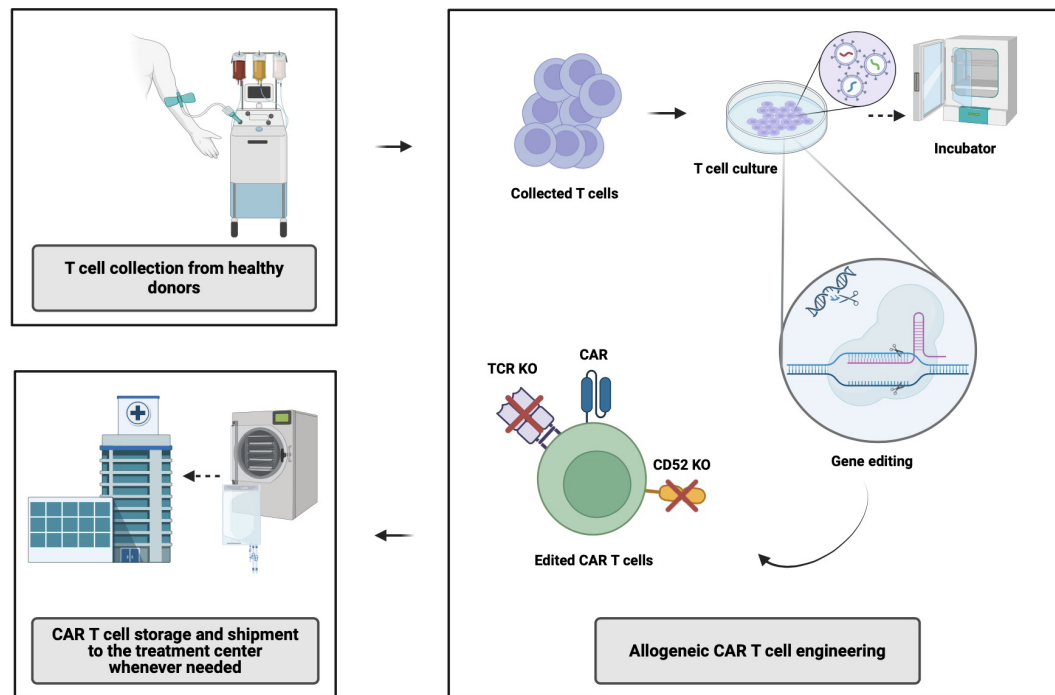 T cell collection from healthy
donors
Collected T cells
T cell culture
Incubator
Gene editing
TCR KO
CAR
CD52 KO
Edited CAR T cells
Allogeneic CAR T cell engineering
CAR T cell storage and shipment
to the treatment center
whenever needed